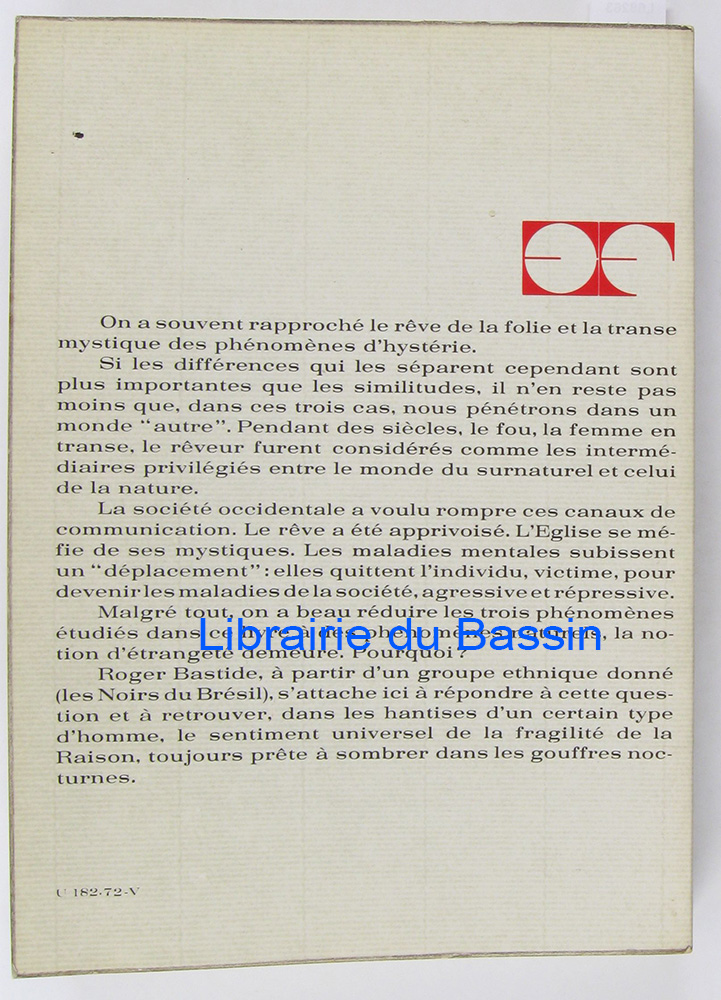 On a souvent rapproché le rêve de la folie et la transe
mystique des phénomènes d'hystérie.
Si les différences qui les séparent cependant sont
plus importantes que les similitudes, il n'en reste pas
moins que, dans ces trois cas, nous pénétrons dans un
monde "autre". Pendant des siècles, le fou, la femme en
transe, le rêveur furent considérés comme les intermé-
diaires privilégiés entre le monde du surnaturel et celui
de la nature.
La société occidentale a voulu rompre ces canaux de
communication. Le rêve a été apprivoisé. L'Eglise se mé-
fie de ses mystiques. Les maladies mentales subissent
un "déplacement" : elles quittent l'individu, victime, pour
devenir les maladies de la société, agressive et répressive.
Malgré tout, on a beau réduire les trois phénomènes
étudiés dans ce livre à des phénomènes naturels, la no-
Librairie du Bassin
tion d'étrangeté demeure. Pourquoi ?
Roger Bastide, à partir d'un groupe ethnique donné
(les Noirs du Brésil), s'attache ici à répondre à cette ques-
tion et à retrouver, dans les hantises d'un certain type
d'homme, le sentiment universel de la fragilité de la
Raison, toujours prête à sombrer dans les gouffres noc-
turnes.
U 182-72-V